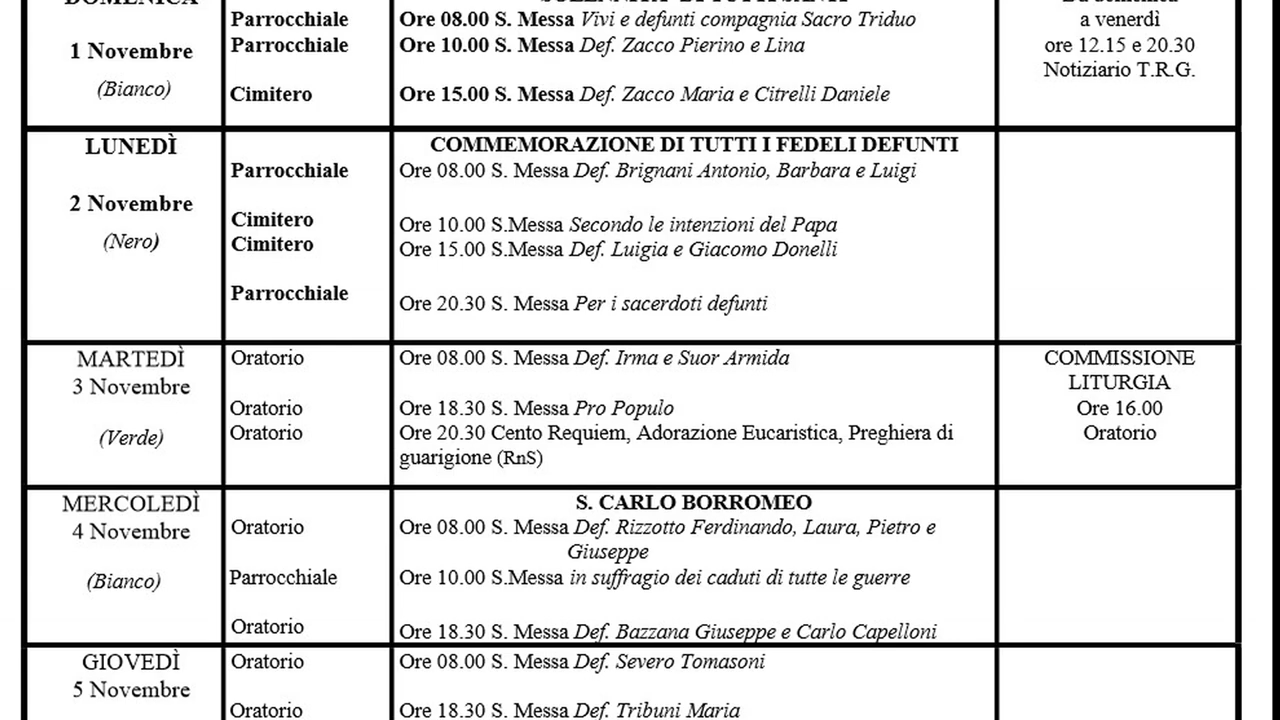 DOMENICA
1 Novembre
(Bianco)
Parrocchiale
Parrocchiale
Cimitero
Ore 08.00 S. Messa Vivi e defunti compagnia Sacro Triduo
Ore 10.00 S. Messa Def. Zacco Pierino e Lina
Ore 15.00 S. Messa Def. Zacco Maria e Citrelli Daniele
a venerdì
ore 12.15 e 20.30
Notiziario T.R.G.
LUNEDÌ
2 Novembre
(Nero)
Parrocchiale
Cimitero
Cimitero
Parrocchiale
COMMEMORAZIONE DI TUTTI I FEDELI DEFUNTI
Ore 08.00 S. Messa Def. Brignani Antonio, Barbara e Luigi
Ore 10.00 S.Messa Secondo le intenzioni del Papa
Ore 15.00 S.Messa Def. Luigia e Giacomo Donelli
Ore 20.30 S. Messa Per i sacerdoti defunti
MARTEDÌ
3 Novembre
(Verde)
Oratorio
Oratorio
Oratorio
Ore 08.00 S. Messa Def. Irma e Suor Armida
Ore 18.30 S. Messa Pro Populo
Ore 20.30 Cento Requiem, Adorazione Eucaristica, Preghiera di
guarigione (RnS)
COMMISSIONE
LITURGIA
Ore 16.00
Oratorio
MERCOLEDÌ
4 Novembre
(Bianco)
Oratorio
Parrocchiale
Oratorio
S. CARLO BORROMEO
Ore 08.00 S. Messa Def. Rizzotto Ferdinando, Laura, Pietro e
Giuseppe
Ore 10.00 S.Messa in suffragio dei caduti di tutte le guerre
Ore 18.30 S. Messa Def. Bazzana Giuseppe e Carlo Capelloni
GIOVEDÌ
5 Novembre
Oratorio
Oratorio
Ore 08.00 S. Messa Def. Severo Tomasoni
Ore 18.30 S. Messa Def. Tribuni Maria